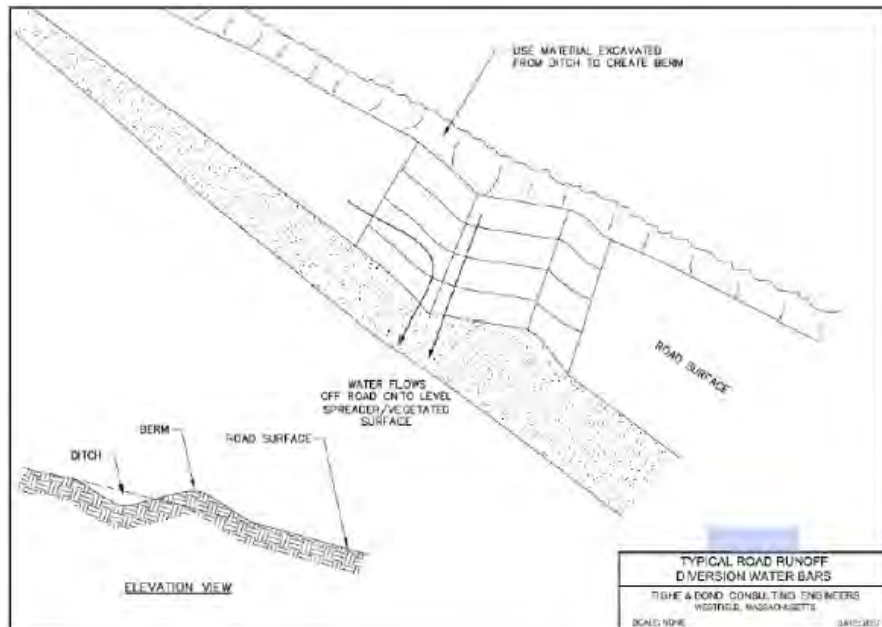 USE MATERIAL EXCAVATED
FROM DITCH TO CREATE BERM
ROAD SURFACE
WATER FLOWS
OFF ROAD ONTO LEVEL
SPREADER/VEGETATED
SURFACE
BERM
DITCH
ROAD SURFACE
ELEVATION VIEW
TYPICAL ROAD RUNOFF
DIVERSION WATER BARS
TIGHE & BOND CONSULTING ENGINEERS
WESTFIELD, MASSACHUSETTS
SCALE: NONE